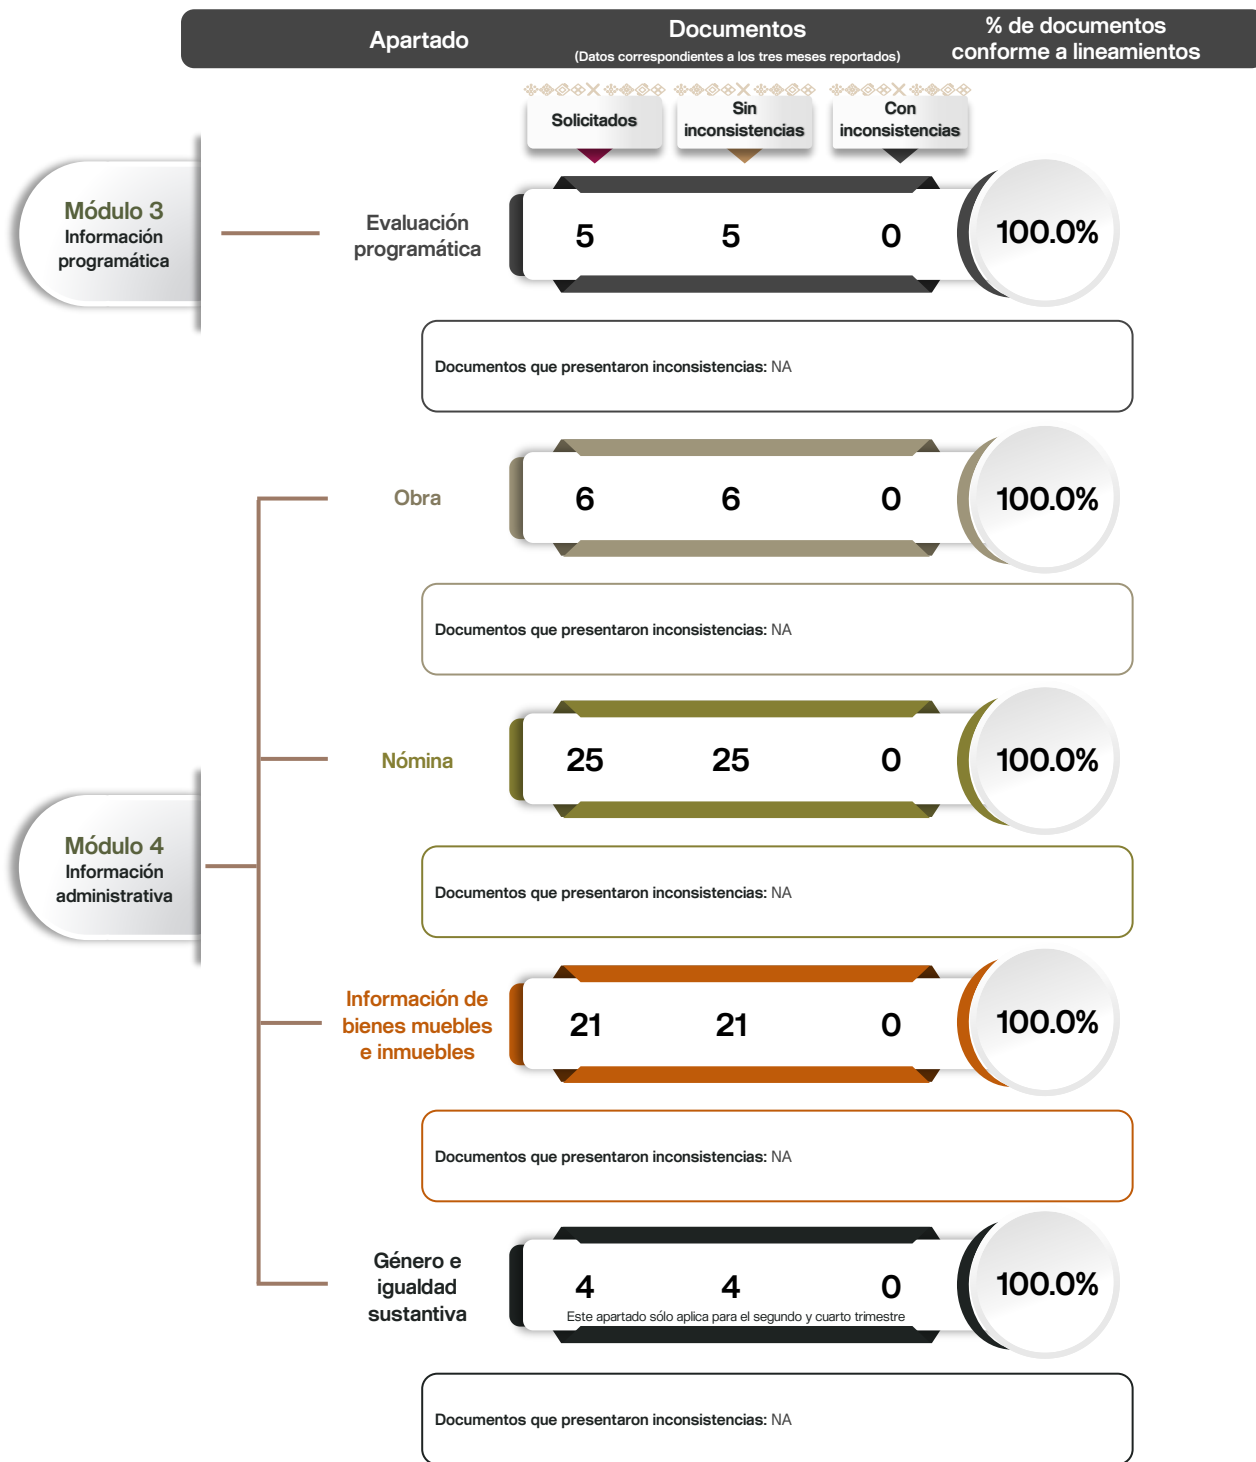 Apartado
Documentos
(Datos correspondientes a los tres meses reportados)
% de documentos
conforme a lineamientos
Solicitados
Sin
inconsistencias
Con
inconsistencias
Módulo 3
Información
programática
Evaluación
programática
5 5 0 100.0%
Documentos que presentaron inconsistencias: NA
Obra
6 6 0 100.0%
Documentos que presentaron inconsistencias: NA
Módulo 4
Información
administrativa
Nómina
25 25 0 100.0%
Documentos que presentaron inconsistencias: NA
Información de
bienes muebles
e inmuebles
21 21 0 100.0%
Documentos que presentaron inconsistencias: NA
Género e
igualdad
sustantiva
4 4 0 100.0%
Este apartado sólo aplica para el segundo y cuarto trimestre
Documentos que presentaron inconsistencias: NA